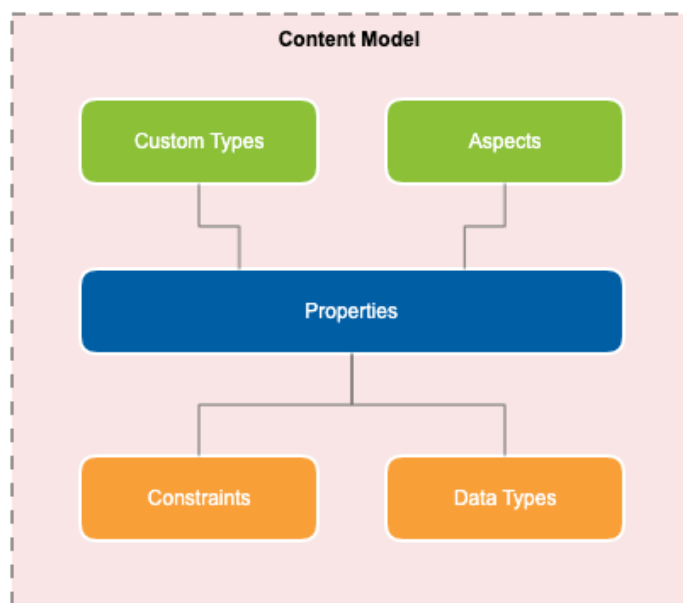 Content Model
Custom Types
Aspects
Properties
Constraints
Data Types